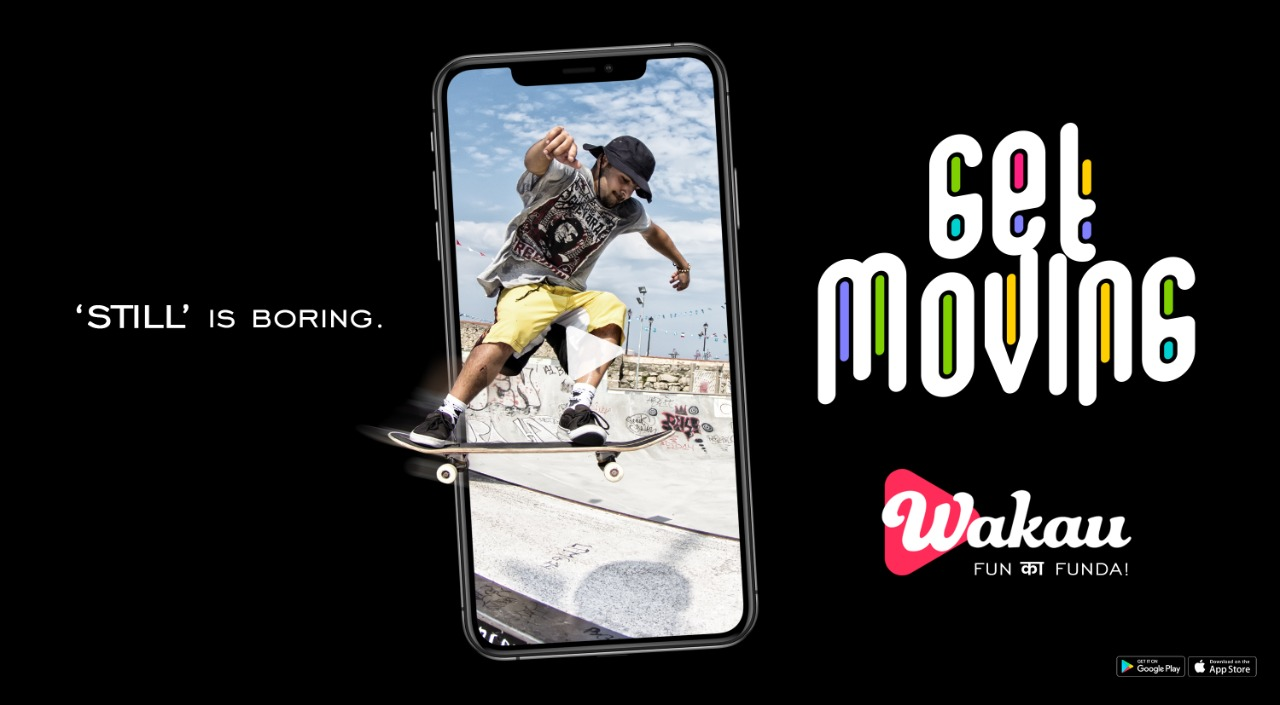 'STILL' IS BORING.
Get
Moving
Wakau
FUN का FUNDA!
GET IT ON
Google Play
Download on the
App Store